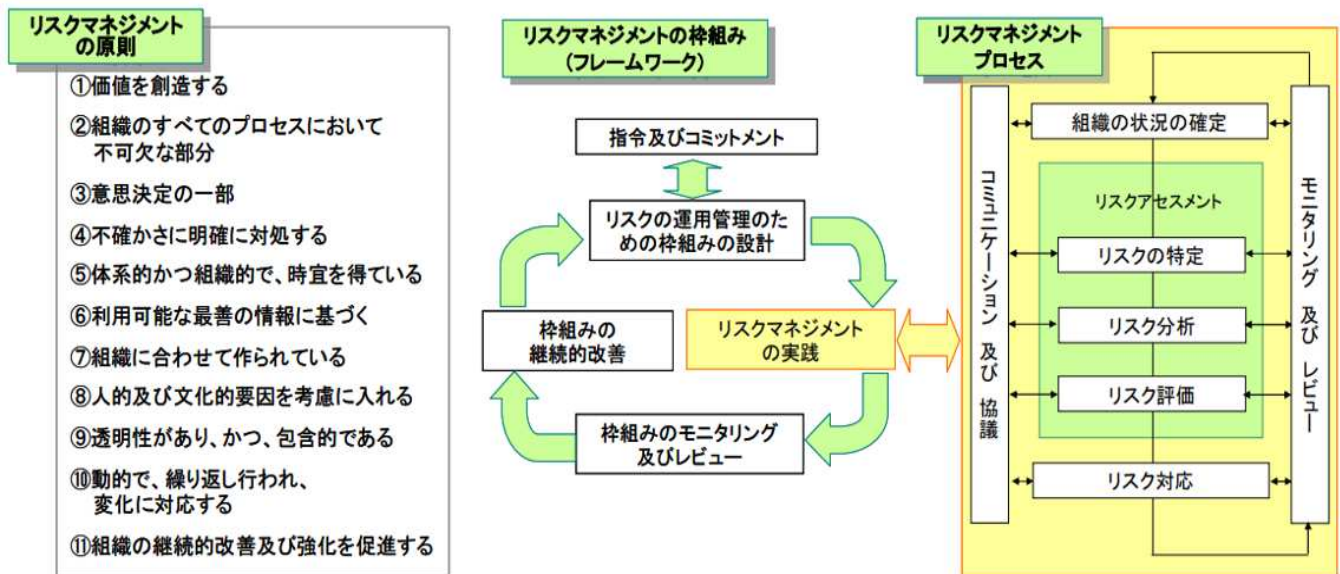 リスクマネジメント
の原則
①価値を創造する
②組織のすべてのプロセスにおいて
不可欠な部分
③意思決定の一部
④不確かさに明確に対処する
⑤体系的かつ組織的で、時宜を得ている
⑥利用可能な最善の情報に基づく
⑦組織に合わせて作られている
⑧人的及び文化的要因を考慮に入れる
⑨透明性があり、かつ、包含的である
⑩動的で、繰り返し行われ、
変化に対応する
⑪組織の継続的改善及び強化を促進する
リスクマネジメントの枠組み
(フレームワーク)
指令及びコミットメント
リスクの運用管理のた
めの枠組みの設計
リスクマネジメント
の実践
枠組みのモニタリング
及びレビュー
枠組みの
継続的改善
リスクマネジメント
プロセス
コミュニケーション 及び 協議
組織の状況の確定
リスクアセスメント
リスクの特定
リスク分析
リスク評価
リスク対応
モニタリング 及び レビュー